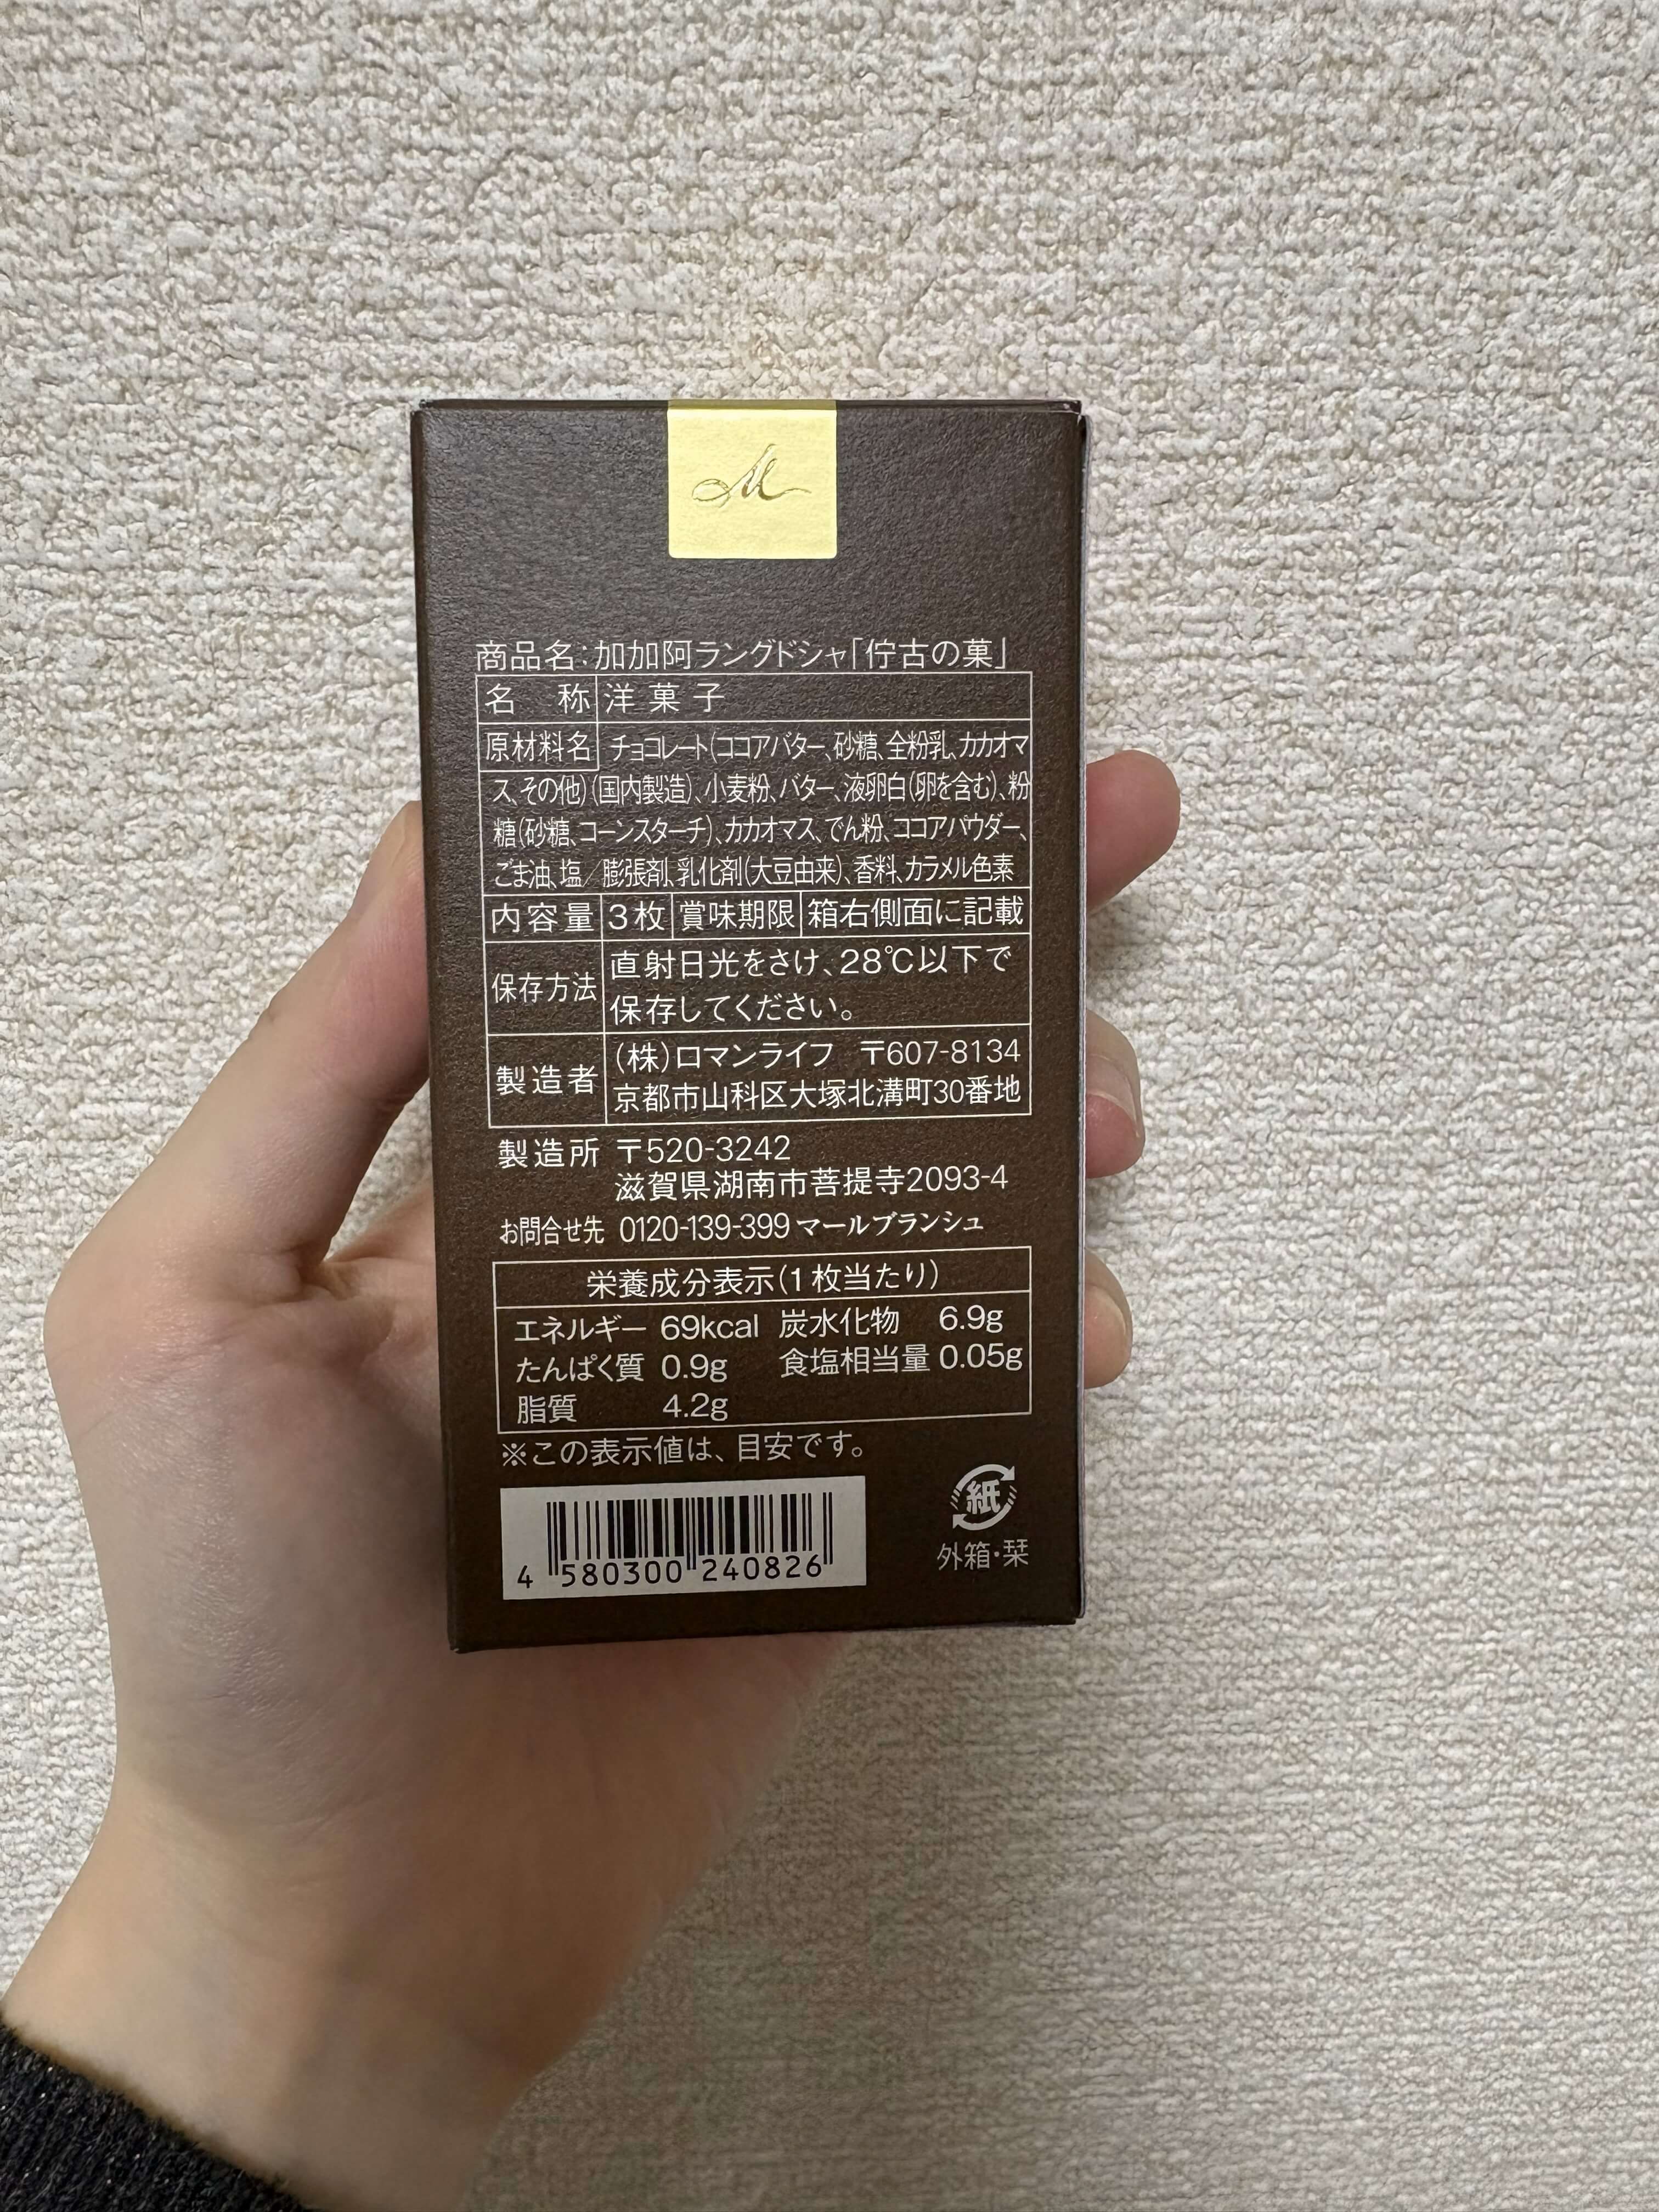 M
商品名:加加阿ラングドシャ「佇古の菓」
名 称 洋菓子
原材料名 チョコレート(ココアバター、砂糖、全粉乳、カカオマ
ス、その他)(国内製造)、小麦粉、バター、液卵白(卵を含む)、粉
糖(砂糖、コーンスターチ)、カカオマス、でん粉、ココアパウダー、
ごま油、塩/膨張剤、乳化剤(大豆由来)、香料、カラメル色素
内容量 3枚 賞味期限 箱右側面に記載
保存方法 直射日光をさけ、28℃以下で
保存してください。
製造者 (株)ロマンライフ 〒607-8134
京都市山科区大塚北溝町30番地
製造所 〒520-3242
滋賀県湖南市菩提寺2093-4
お問合せ先 0120-139-399 マールブランシュ
栄養成分表示(1枚当たり)
エネルギー 69kcal 炭水化物 6.9g
たんぱく質 0.9g 食塩相当量 0.05g
脂質 4.2g
※この表示値は、目安です。
紙
外箱・栞
4 580300 240826